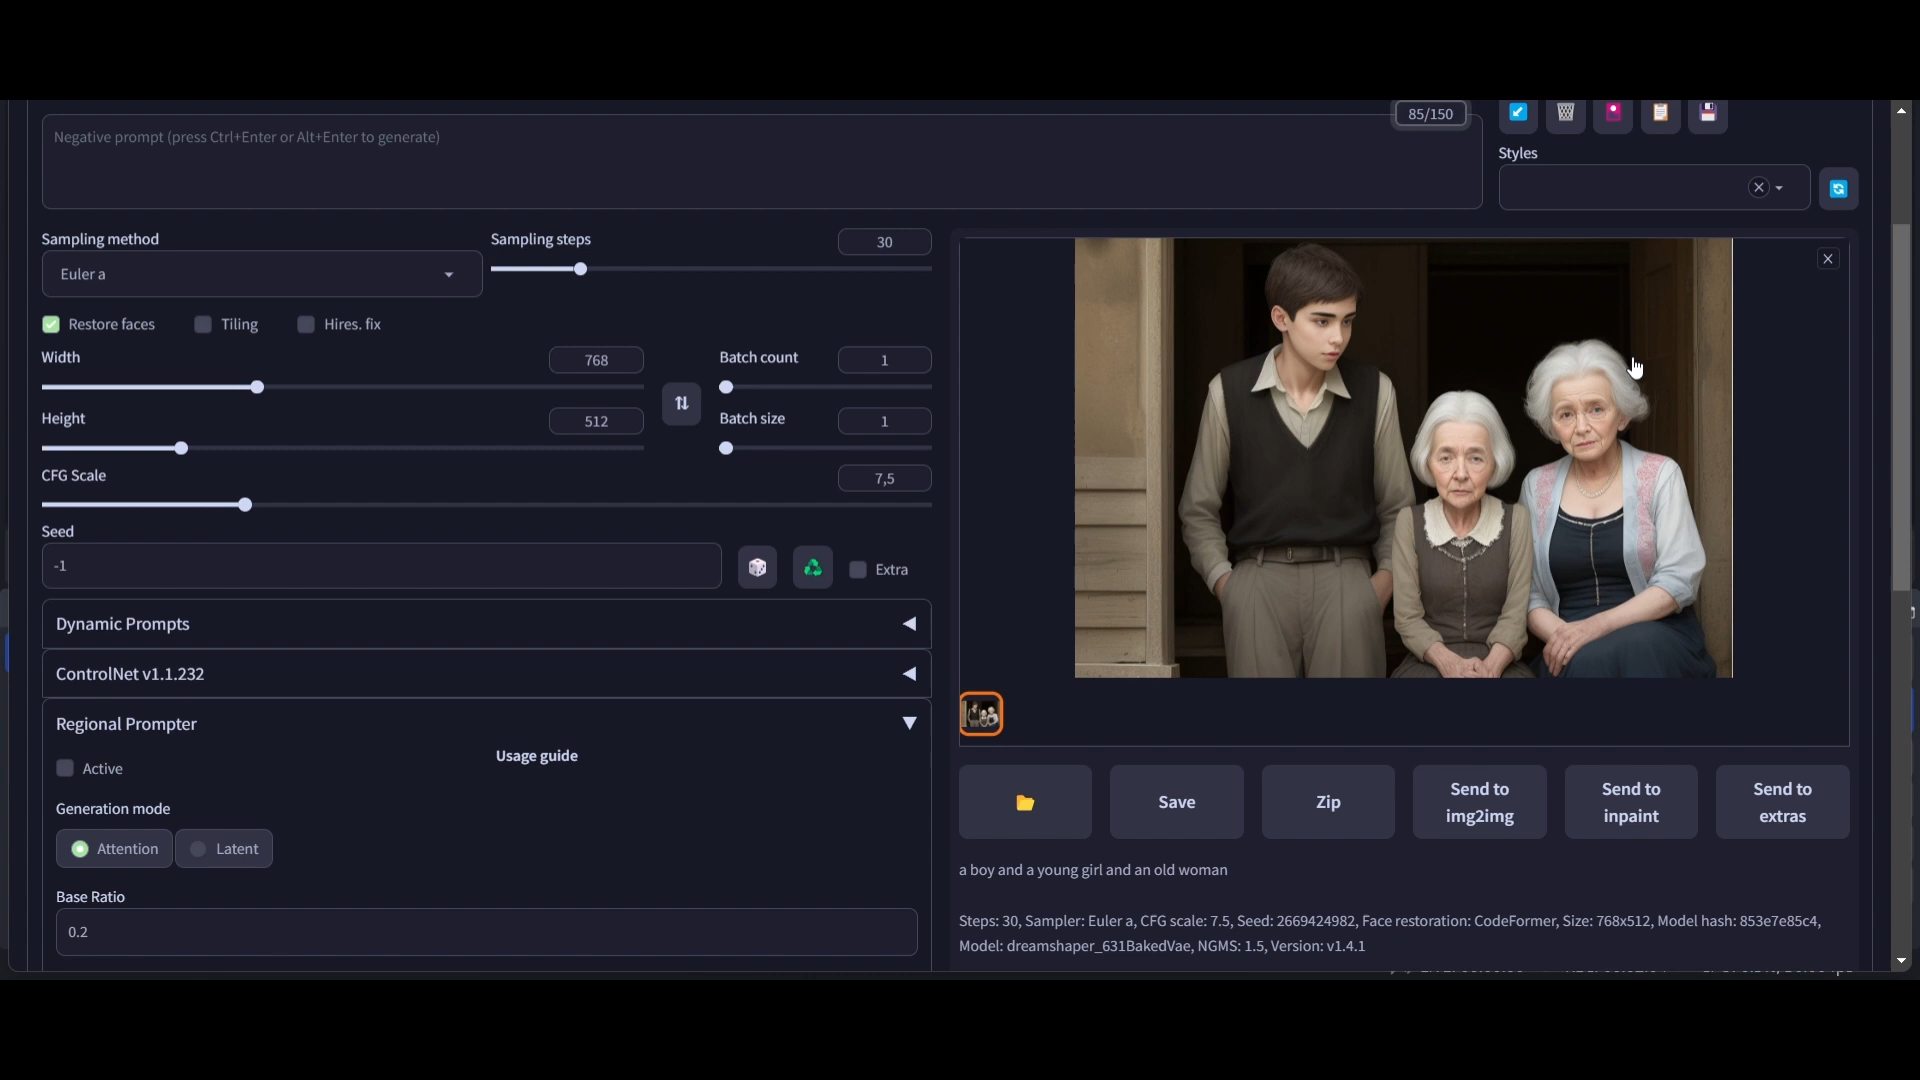 85/150
Negative prompt (press Ctrl+Enter or Alt+Enter to generate)
Styles
Sampling method
Sampling steps
30
Euler a
Restore faces
Tiling
Hires. fix
Width
768
Batch count
1
Height
512
Batch size
1
CFG Scale
7,5
Seed
-1
Extra
Dynamic Prompts
ControlNet v1.1.232
Regional Prompter
Usage guide
Active
Generation mode
Attention
Latent
Base Ratio
0.2
Save
Zip
Send to
img2img
Send to
inpaint
Send to
extras
a boy and a young girl and an old woman
Steps: 30, Sampler: Euler a, CFG scale: 7.5, Seed: 2669424982, Face restoration: CodeFormer, Size: 768x512, Model hash: 853e7e85c4,
Model: dreamshaper_631BakedVae, NGMS: 1.5, Version: v1.4.1